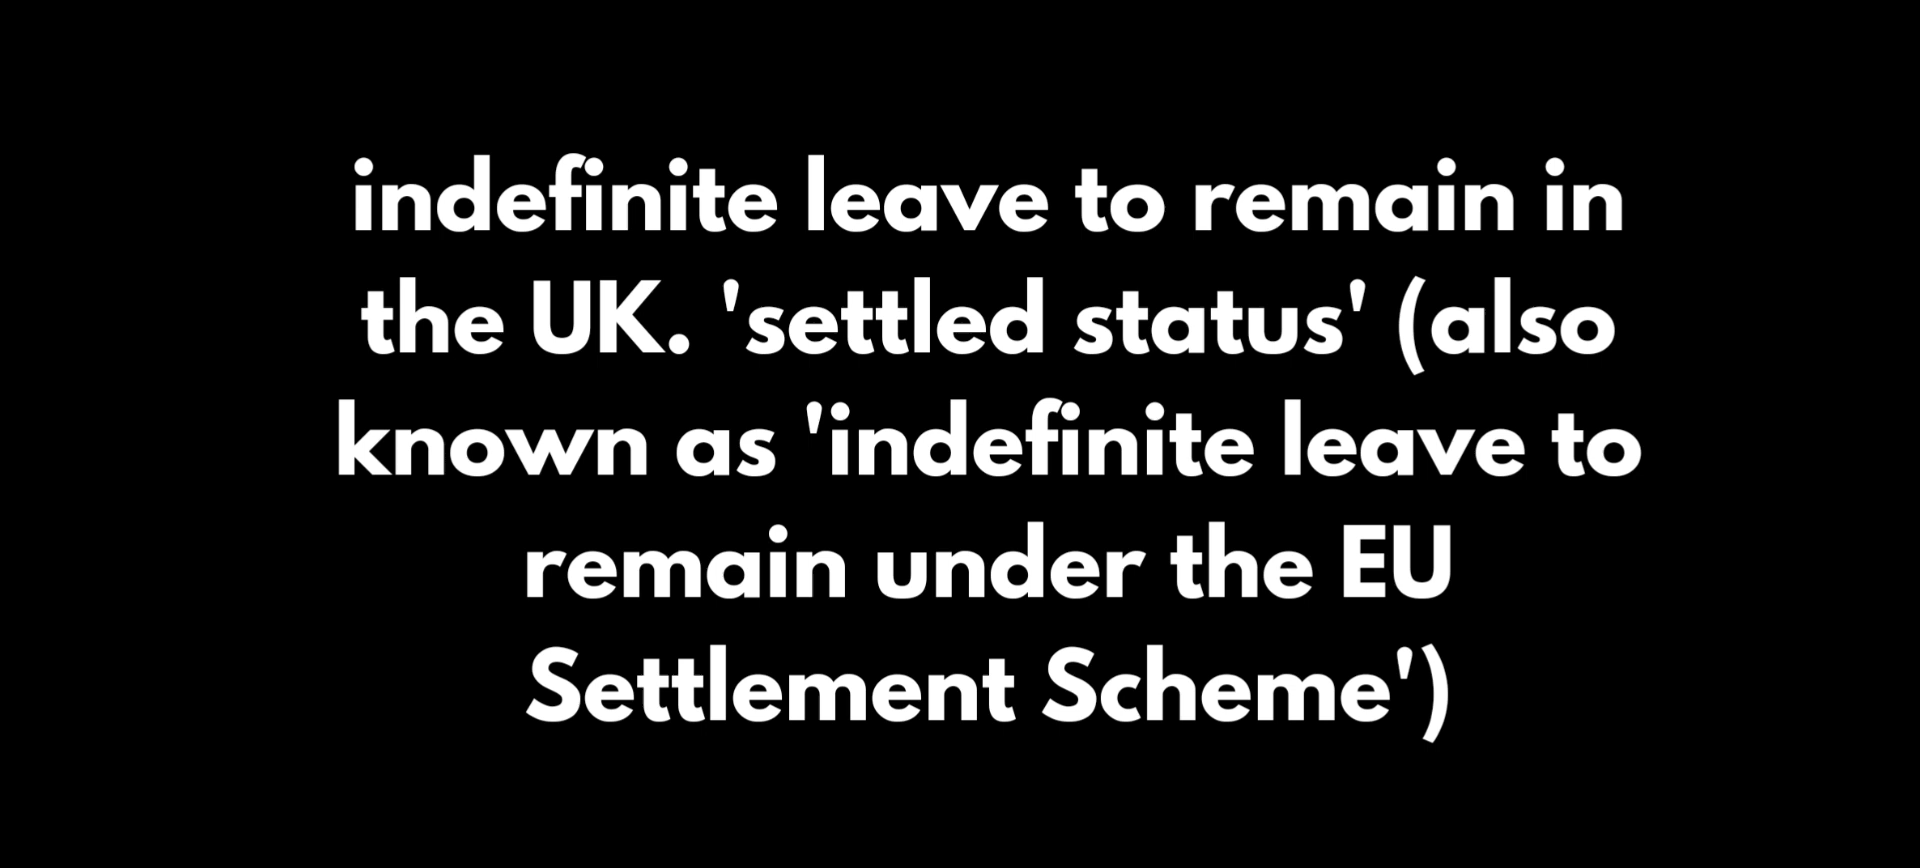 indefinite leave to remain in
the UK. 'settled status' (also
known as 'indefinite leave to
remain under the EU
Settlement Scheme')